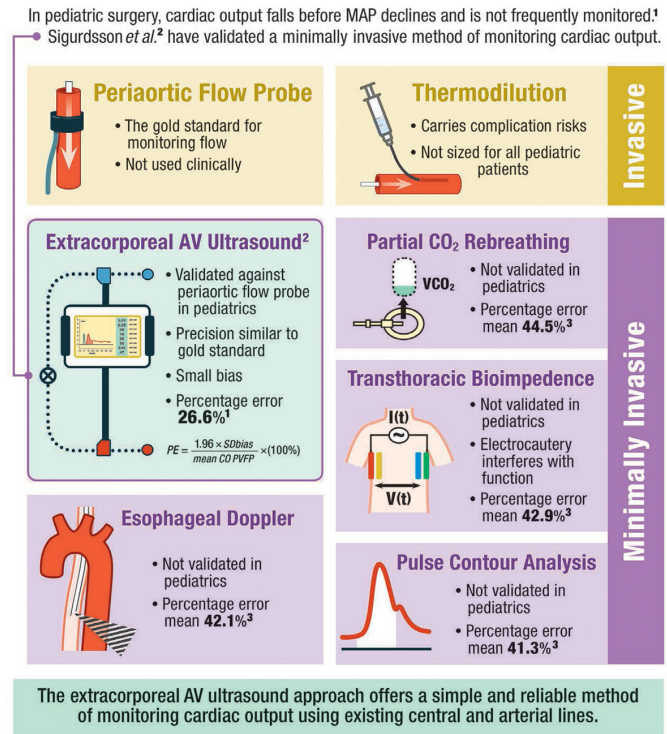 In pediatric surgery, cardiac output falls before MAP declines and is not frequently monitored.¹
Sigurdsson et al.² have validated a minimally invasive method of monitoring cardiac output.
Periaortic Flow Probe
• The gold standard for
monitoring flow
• Not used clinically
Thermodilution
• Carries complication risks
• Not sized for all pediatric
patients
Invasive
Extracorporeal AV Ultrasound²
• Validated against
periaortic flow probe
in pediatrics
• Precision similar to
gold standard
• Small bias
• Percentage error
26.6%¹
PE = 1.96 × SDbias / mean CO PVFP ×(100%)
Partial CO₂ Rebreathing
VCO₂
• Not validated in
pediatrics
• Percentage error
mean 44.5%³
Transthoracic Bioimpedence
I(t)
~
V(t)
• Not validated in
pediatrics
• Electrocautery
interferes with
function
• Percentage error
mean 42.9%³
Esophageal Doppler
• Not validated in
pediatrics
• Percentage error
mean 42.1%³
Pulse Contour Analysis
• Not validated in
pediatrics
• Percentage error
mean 41.3%³
Minimally Invasive
The extracorporeal AV ultrasound approach offers a simple and reliable method
of monitoring cardiac output using existing central and arterial lines.